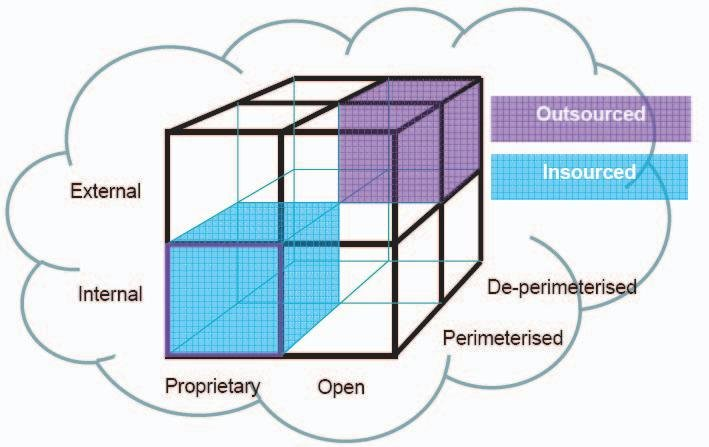 Outsourced
Insourced
External
Internal
De-perimeterised
Perimeterised
Proprietary
Open